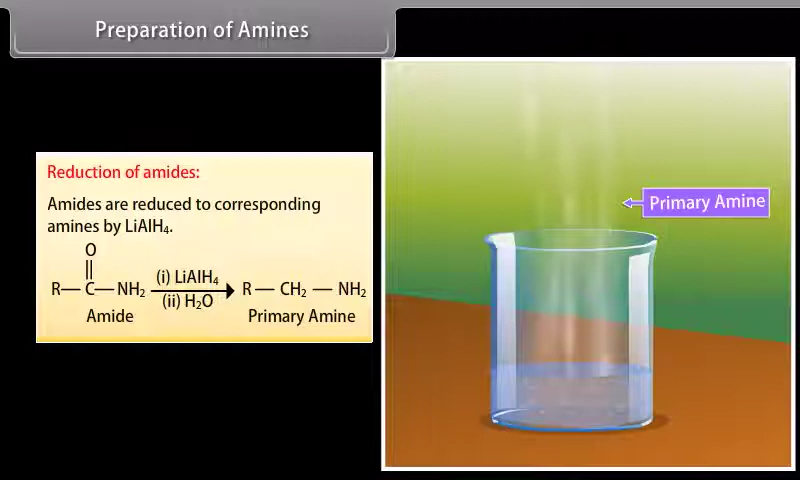 Preparation of Amines
Reduction of amides:
Amides are reduced to corresponding
amines by LiAlH₄.
O
||
R— C— NH₂ (i) LiAlH₄ R — CH₂ — NH₂
(ii) H₂O
Amide Primary Amine
Primary Amine